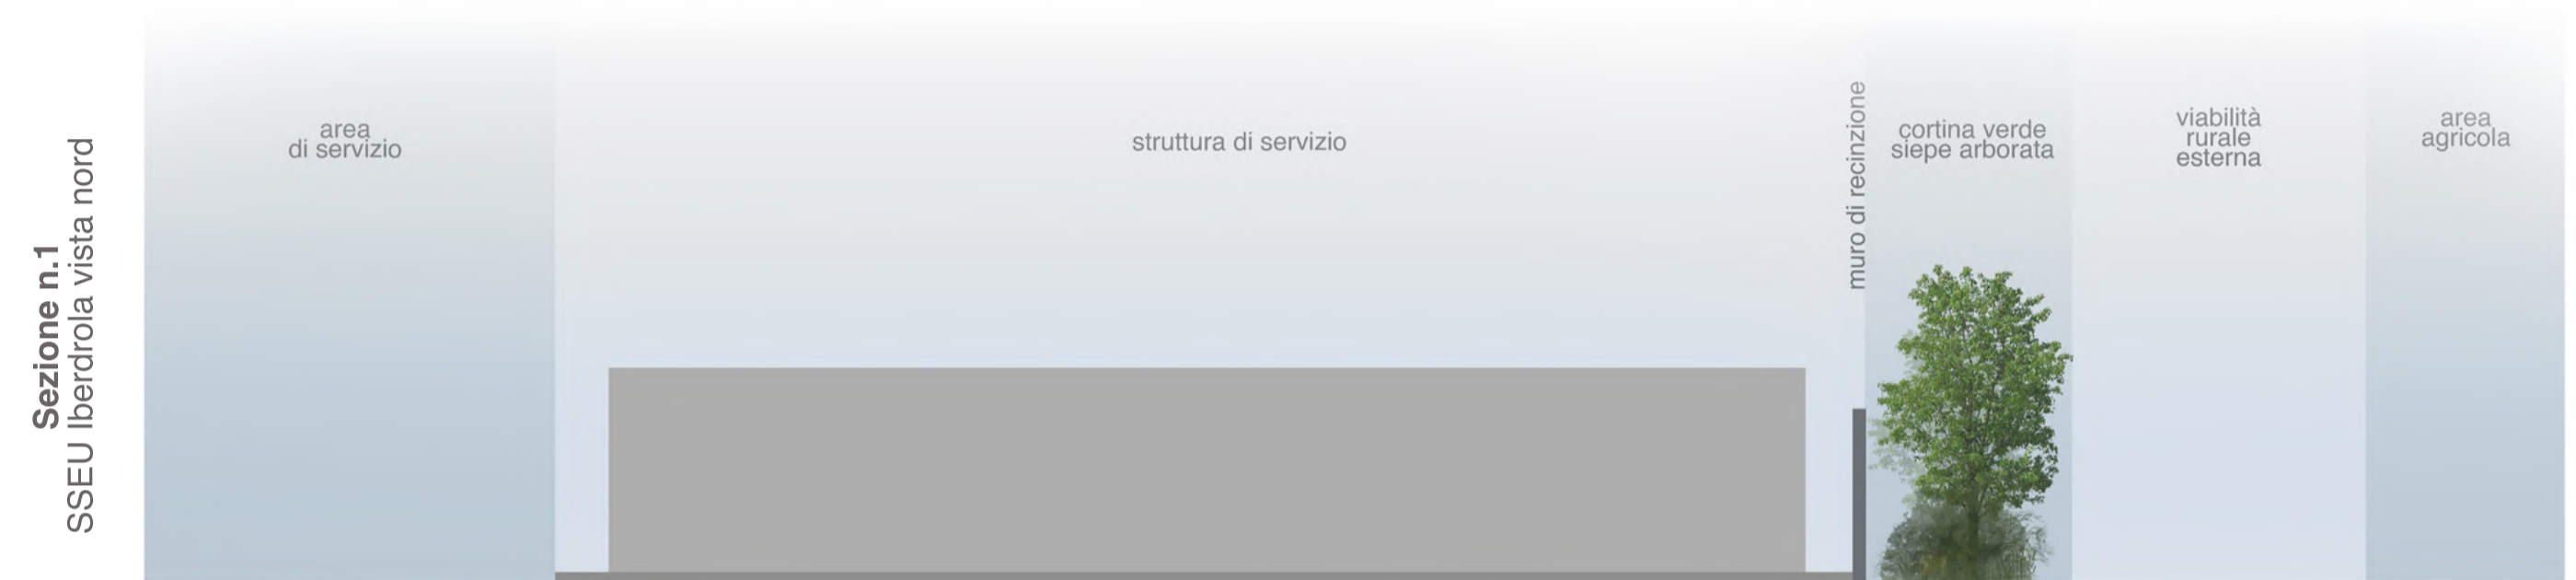 Sezione n.1
SSEU Iberdrola vista nord
area
di servizio
struttura di servizio
muro di recinzione
cortina verde
siepe arborata
viabilità
rurale
esterna
area
agricola